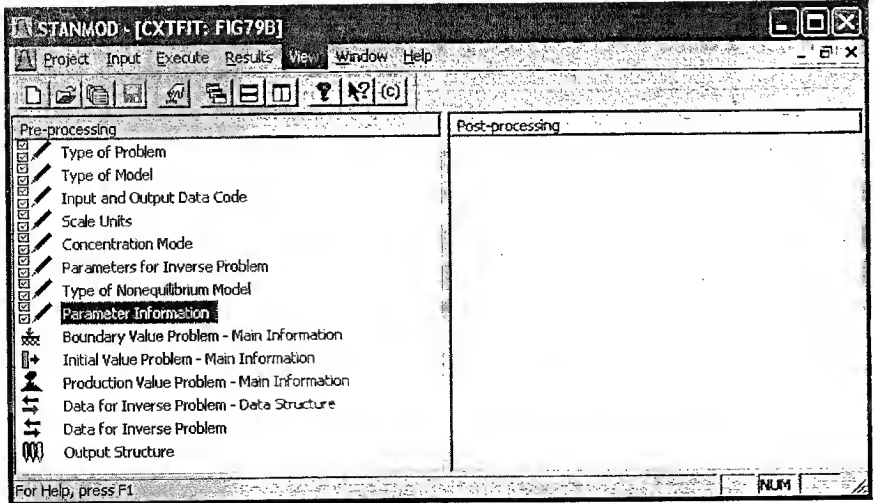 STANMOD - [CXTFIT: FIG79B]
Project Input Execute Results View Window Help
(c)
Pre-processing
Post-processing
Type of Problem
Type of Model
Input and Output Data Code
Scale Units
Concentration Mode
Parameters for Inverse Problem
Type of Nonequilibrium Model
Parameter Information
Boundary Value Problem - Main Information
Initial Value Problem - Main Information
Production Value Problem - Main Information
Data for Inverse Problem - Data Structure
Data for Inverse Problem
Output Structure
For Help, press F1
NUM